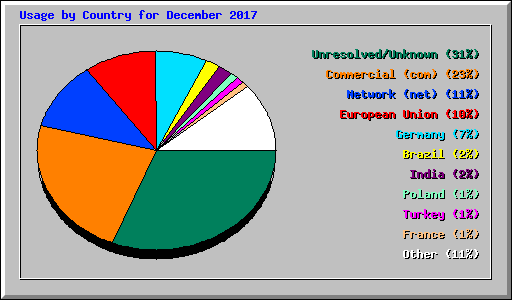 Usage by Country for December 2017
Unresolved/Unknown (31%)
Commercial (com) (23%)
Network (net) (11%)
European Union (10%)
Germany (7%)
Brazil (2%)
India (2%)
Poland (1%)
Turkey (1%)
France (1%)
Other (11%)